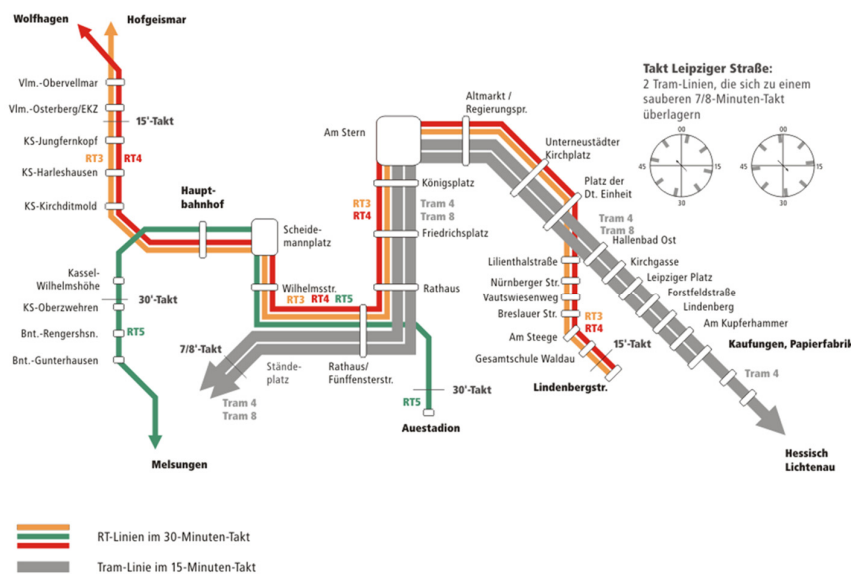 Wolfhagen
Hofgeismar
Vlm.-Obervellmar
Vlm.-Osterberg/EKZ
15'-Takt
KS-Jungfernkopf
RT3
RT4
KS-Harleshausen
KS-Kirchditmold
Haupt-
bahnhof
Scheide-
mannplatz
Kassel-
Wilhelmshöhe
30'-Takt
KS-Oberzwehren
Bnt.-Rengershsn.
RT5
Bnt.-Gunterhausen
Melsungen
Wilhelmsstr.
RT3 RT4 RT5
7/8'-Takt
Stände-
platz
Rathaus/
Fünffensterstr.
Tram 4
Tram 8
RT5
30'-Takt
Auestadion
Am Stern
Königsplatz
RT3
RT4
Tram 4
Tram 8
Friedrichsplatz
Rathaus
Altmarkt /
Regierungspr.
Unterneustädter
Kirchplatz
Platz der
Dt. Einheit
Tram 4
Tram 8
Hallenbad Ost
Kirchgasse
Leipziger Platz
Forstfeldstraße
Lindenberg
Am Kupferhammer
Kaufungen, Papierfabrik
Tram 4
Hessisch
Lichtenau
Lilienthalstraße
Nürnberger Str.
Vautswiesenweg
Breslauer Str.
RT3
RT4
Am Steege
15'-Takt
Gesamtschule Waldau
Lindenbergstr.
Takt Leipziger Straße:
2 Tram-Linien, die sich zu einem
sauberen 7/8-Minuten-Takt
überlagern
00
45
15
30
00
45
15
30
RT-Linien im 30-Minuten-Takt
Tram-Linie im 15-Minuten-Takt